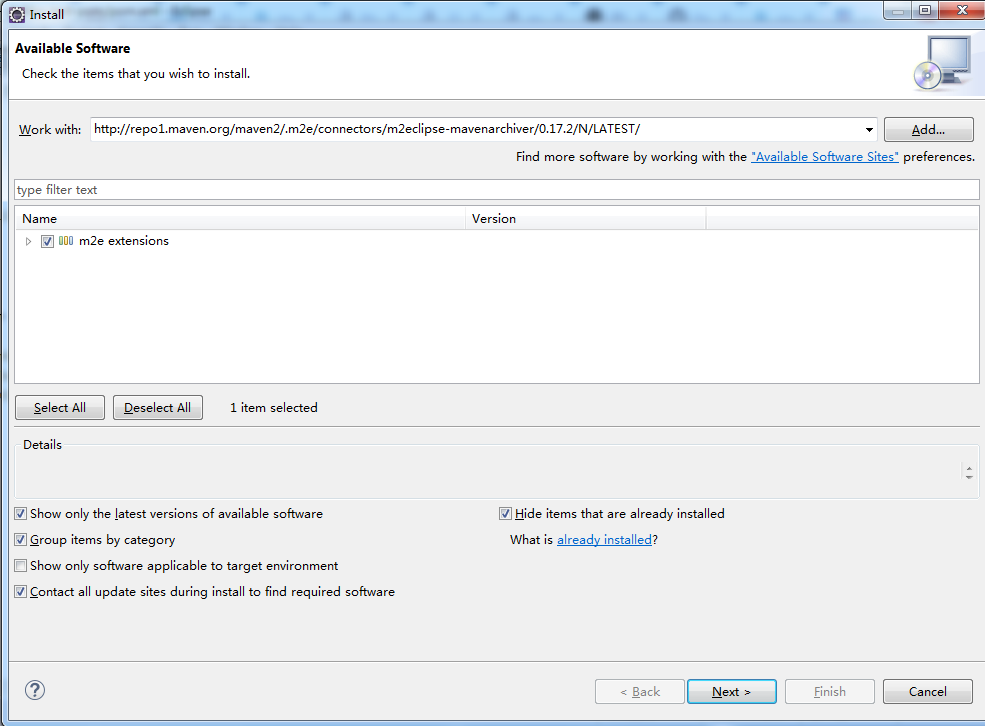 Install
Available Software
Check the items that you wish to install.
Work with: http://repo1.maven.org/maven2/.m2e/connectors/m2eclipse-mavenarchiver/0.17.2/N/LATEST/ Add...
Find more software by working with the "Available Software Sites" preferences.
type filter text
Name Version
m2e extensions
Select All Deselect All 1 item selected
Details
Show only the latest versions of available software Hide items that are already installed
Group items by category What is already installed?
Show only software applicable to target environment
Contact all update sites during install to find required software
? < Back Next > Finish Cancel